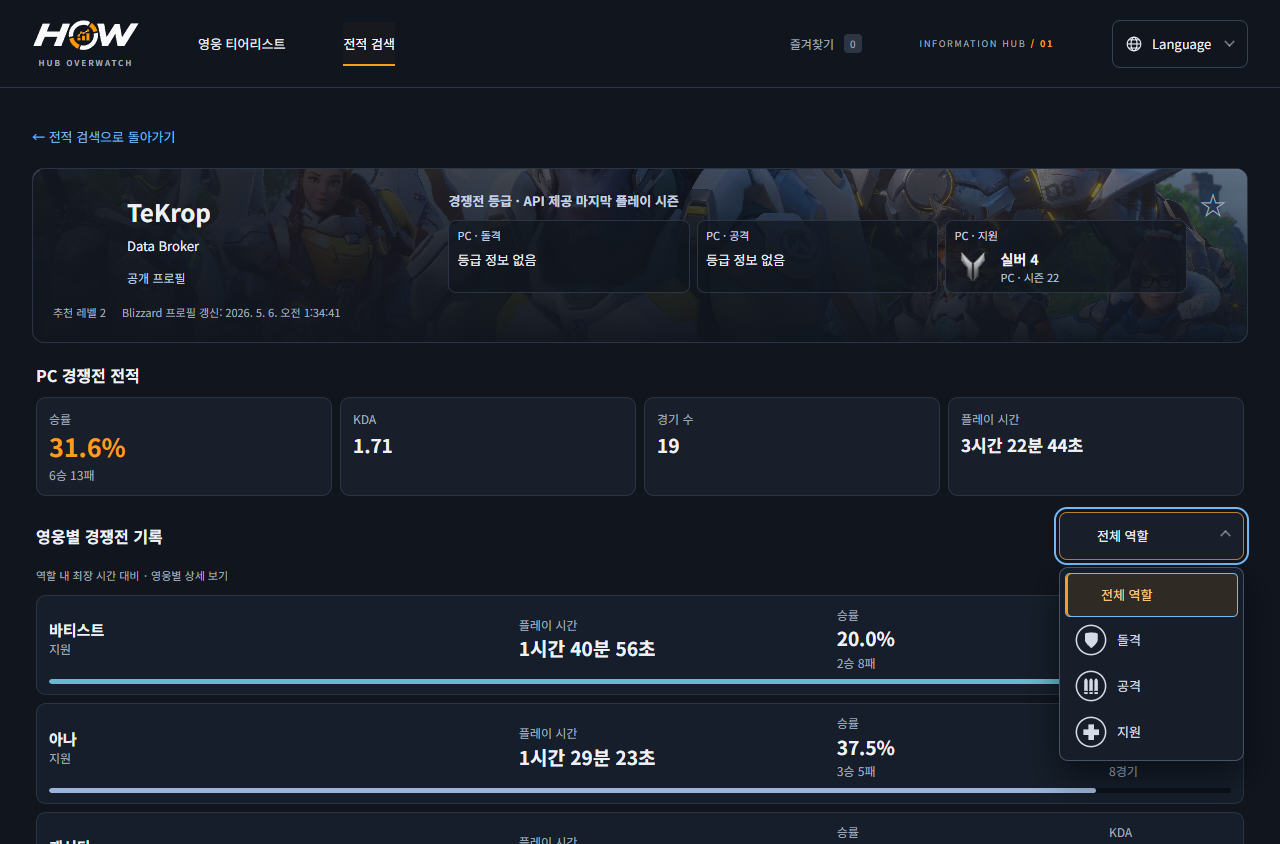 HOW
HUB OVERWATCH
영웅 티어리스트
전적 검색
즐겨찾기 0
INFORMATION HUB / 01
Language
← 전적 검색으로 돌아가기
TeKrop
Data Broker
공개 프로필
추천 레벨 2
Blizzard 프로필 갱신: 2026. 5. 6. 오전 1:34:41
경쟁전 등급 · API 제공 마지막 플레이 시즌
PC · 돌격
등급 정보 없음
PC · 공격
등급 정보 없음
PC · 지원
실버 4
PC · 시즌 22
PC 경쟁전 전적
승률
31.6%
6승 13패
KDA
1.71
경기 수
19
플레이 시간
3시간 22분 44초
영웅별 경쟁전 기록
전체 역할
역할 내 최장 시간 대비 · 영웅별 상세 보기
전체 역할
돌격
공격
지원
바티스트
지원
플레이 시간
1시간 40분 56초
승률
20.0%
2승 8패
아나
지원
플레이 시간
1시간 29분 23초
승률
37.5%
3승 5패
8경기
플레이 시간
승률
KDA